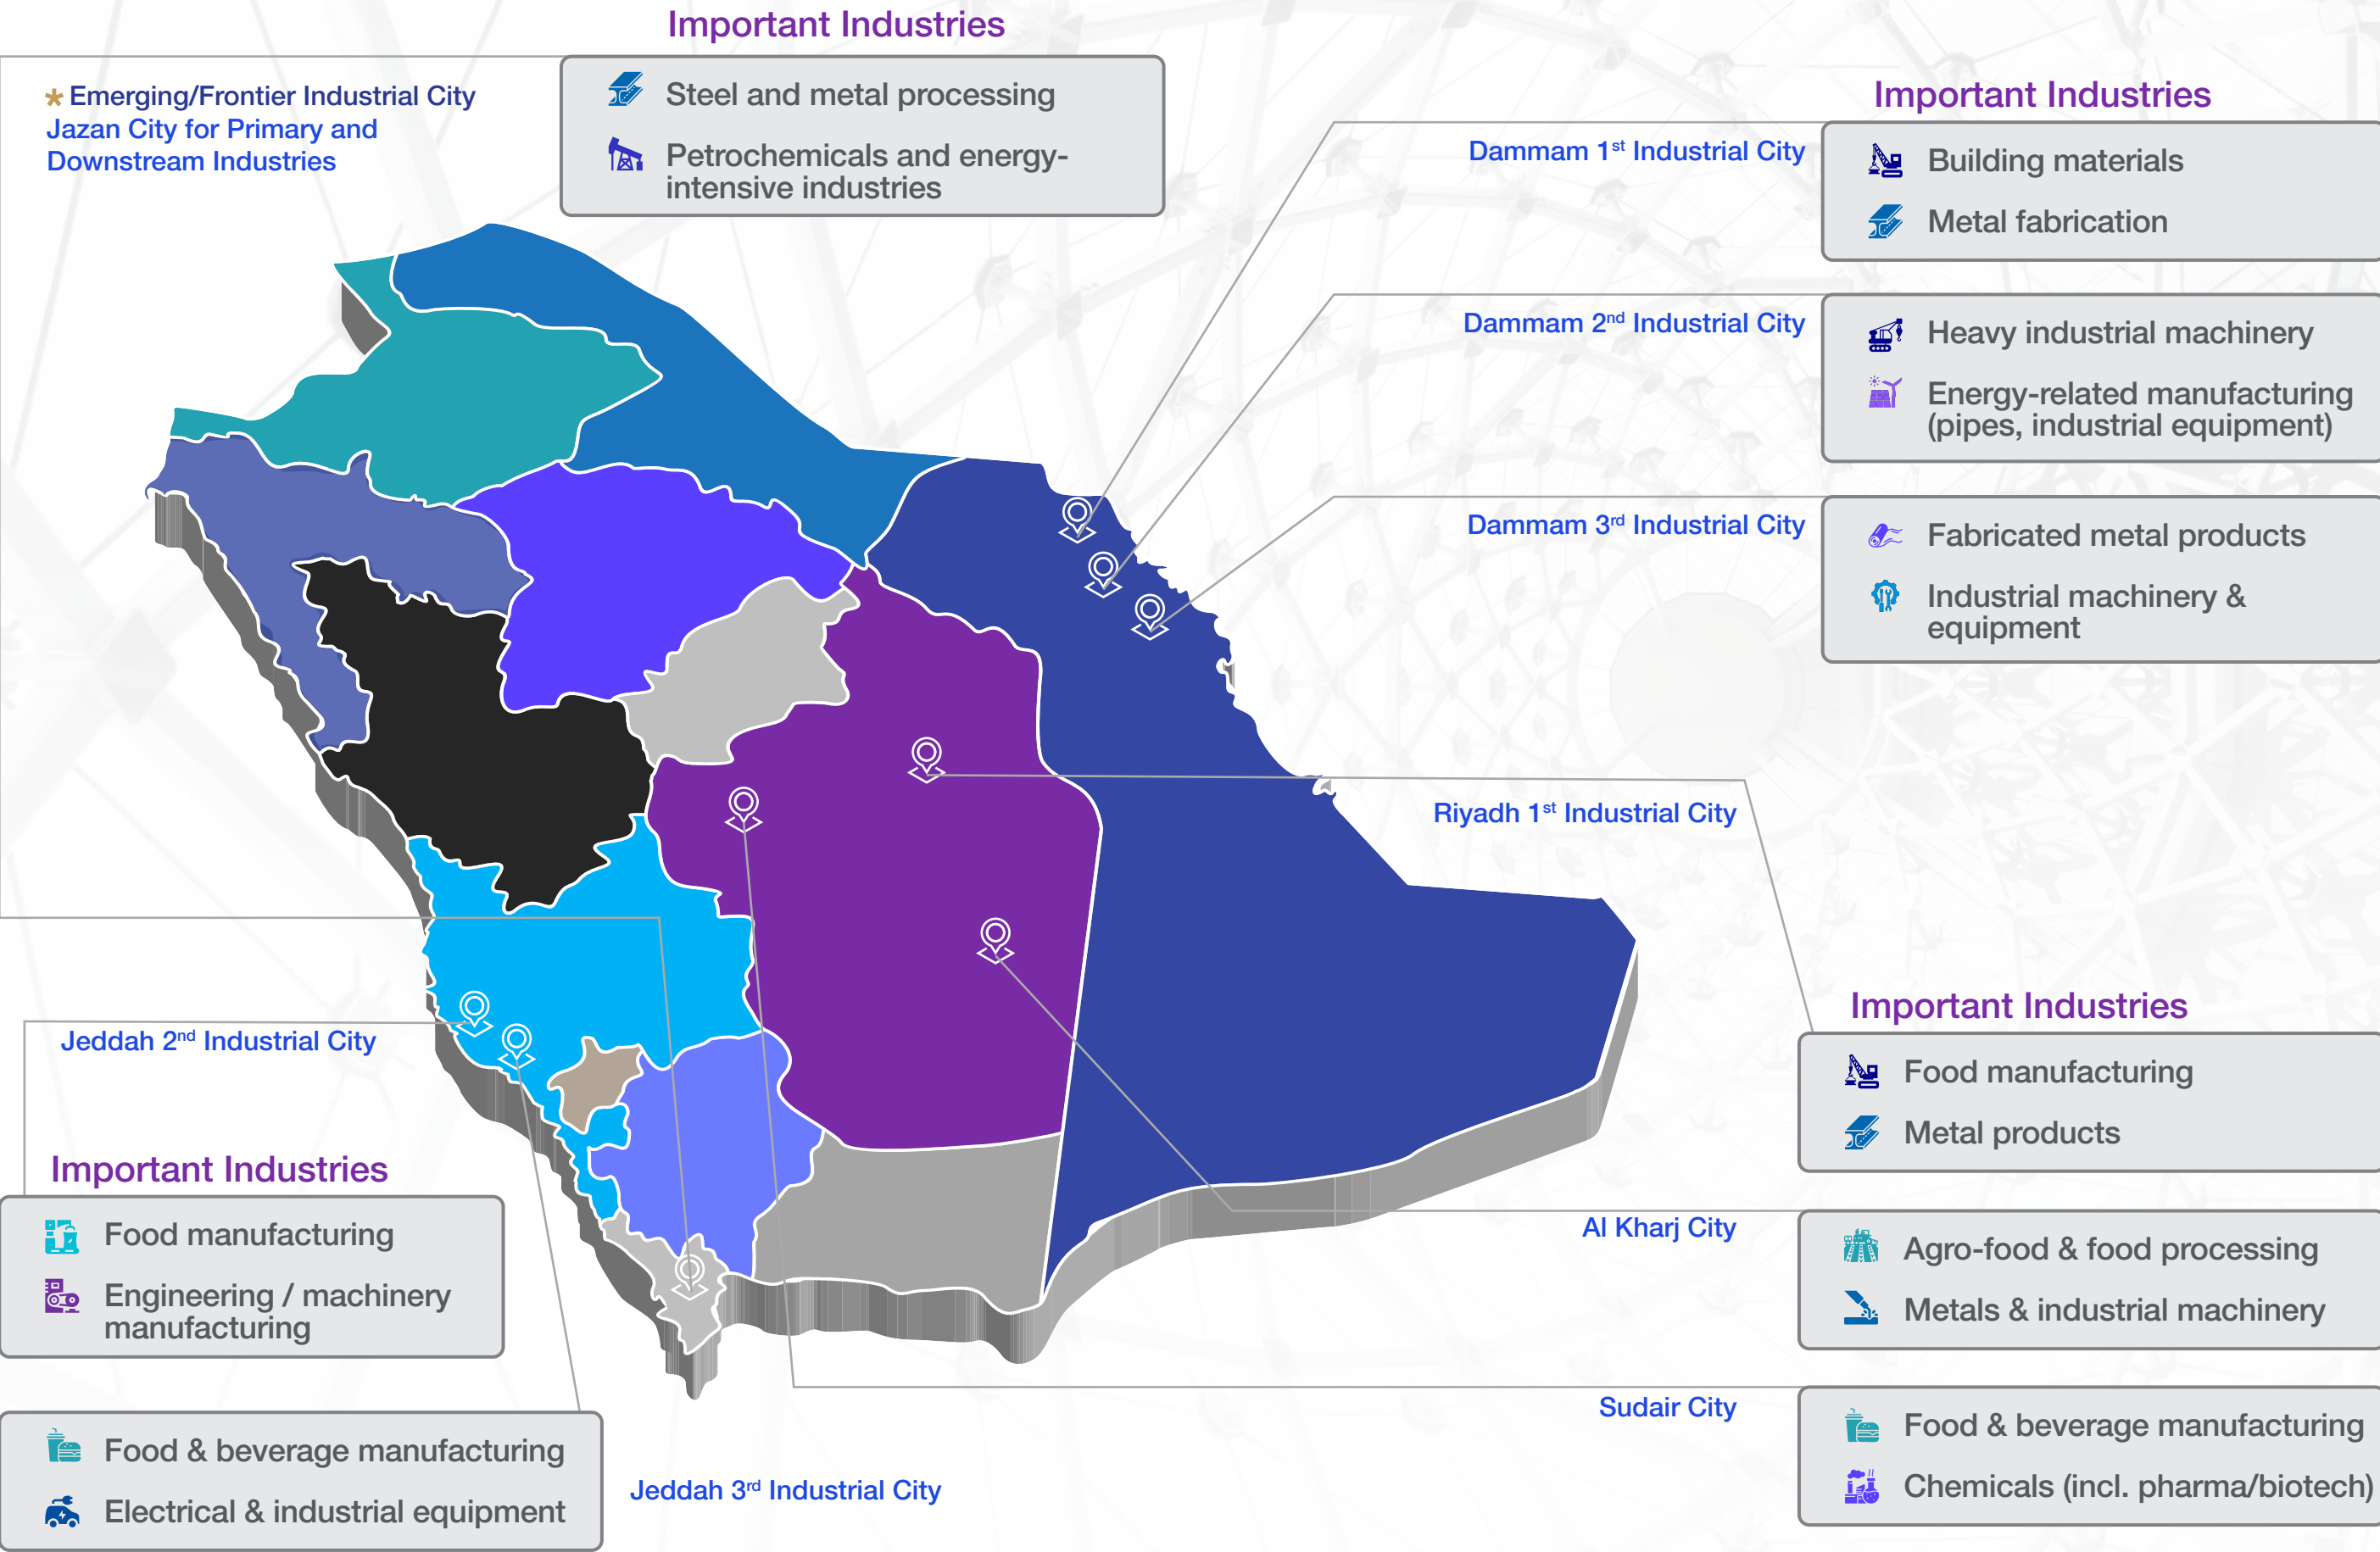 Important Industries
Steel and metal processing
Petrochemicals and energy-
intensive industries
* Emerging/Frontier Industrial City
Jazan City for Primary and
Downstream Industries
Important Industries
Dammam 1st Industrial City
Building materials
Metal fabrication
Dammam 2nd Industrial City
Heavy industrial machinery
Energy-related manufacturing
(pipes, industrial equipment)
Dammam 3rd Industrial City
Fabricated metal products
Industrial machinery &
equipment
Riyadh 1st Industrial City
Important Industries
Food manufacturing
Metal products
Al Kharj City
Agro-food & food processing
Metals & industrial machinery
Sudair City
Food & beverage manufacturing
Chemicals (incl. pharma/biotech)
Jeddah 2nd Industrial City
Important Industries
Food manufacturing
Engineering / machinery
manufacturing
Food & beverage manufacturing
Electrical & industrial equipment
Jeddah 3rd Industrial City